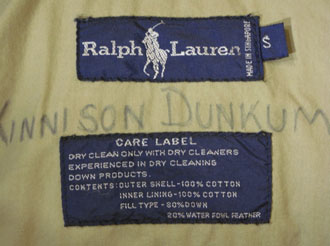 Ralph Lauren
S
MADE IN SINGAPORE
KINNISON DUNKUM
CARE LABEL
DRY CLEAN ONLY WITH DRY CLEANERS
EXPERIENCED IN DRY CLEANING
DOWN PRODUCTS.
CONTENTS: OUTER SHELL-100% COTTON
INNER LINING-100% COTTON
FILL TYPE - 80% DOWN
20% WATER FOWL FEATHER